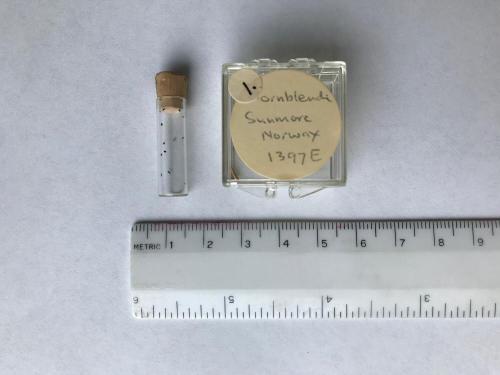 1.
ornblende
Sunmore
Norway
1397E
METRIC 1 2 3 4 5 6 7 8 9
6 5 4 3